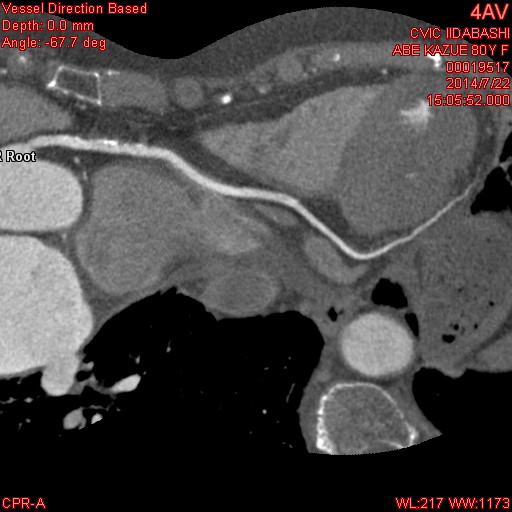 Vessel Direction Based
Depth: 0.0 mm
Angle: -67.7 deg
4AV
CVIC IIDABASHI
ABE KAZUE 80Y F
00019517
2014/7/22
15:05:52.000
R Root
CPR-A
WL:217 WW:1173